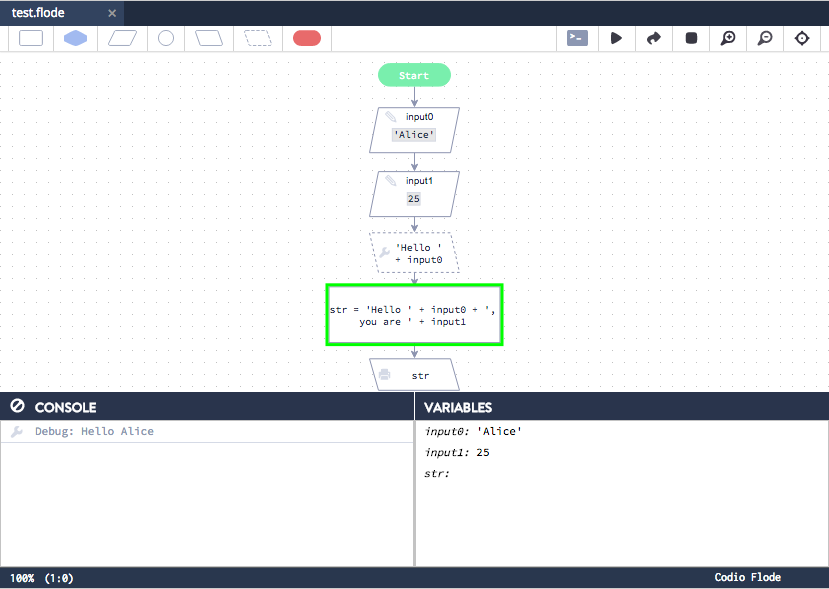 test.flode ×
>-
Start
input0
'Alice'
input1
25
'Hello '
+ input0
str = 'Hello ' + input0 + ',
you are ' + input1
str
CONSOLE
VARIABLES
Debug: Hello Alice
input0: 'Alice'
input1: 25
str:
100% (1:0)
Codio Flode